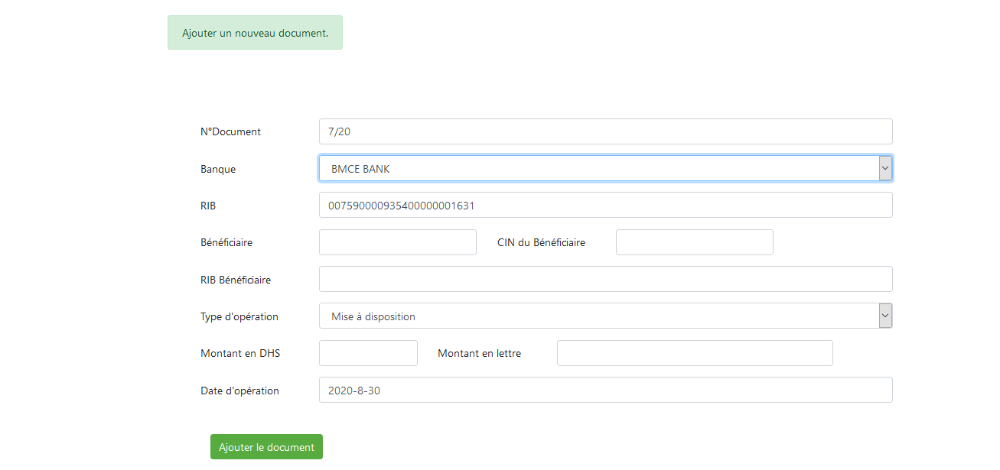 Ajouter un nouveau document.
N°Document 7/20
Banque BMCE BANK
RIB 007590000935400000001631
Bénéficiaire CIN du Bénéficiaire
RIB Bénéficiaire
Type d'opération Mise à disposition
Montant en DHS Montant en lettre
Date d'opération 2020-8-30
Ajouter le document